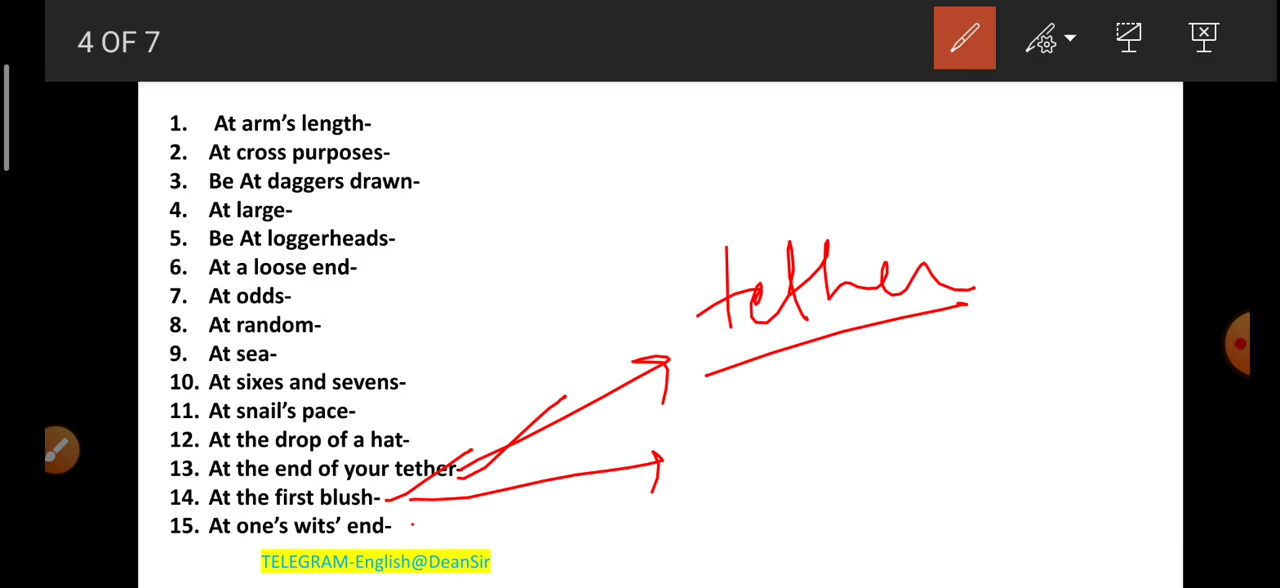 4 OF 7
1. At arm's length-
2. At cross purposes-
3. Be At daggers drawn-
4. At large-
5. Be At loggerheads-
6. At a loose end-
7. At odds-
8. At random-
9. At sea-
10. At sixes and sevens-
11. At snail's pace-
12. At the drop of a hat-
13. At the end of your tether-
14. At the first blush-
15. At one's wits' end-
tether
TELEGRAM-English@DeanSir